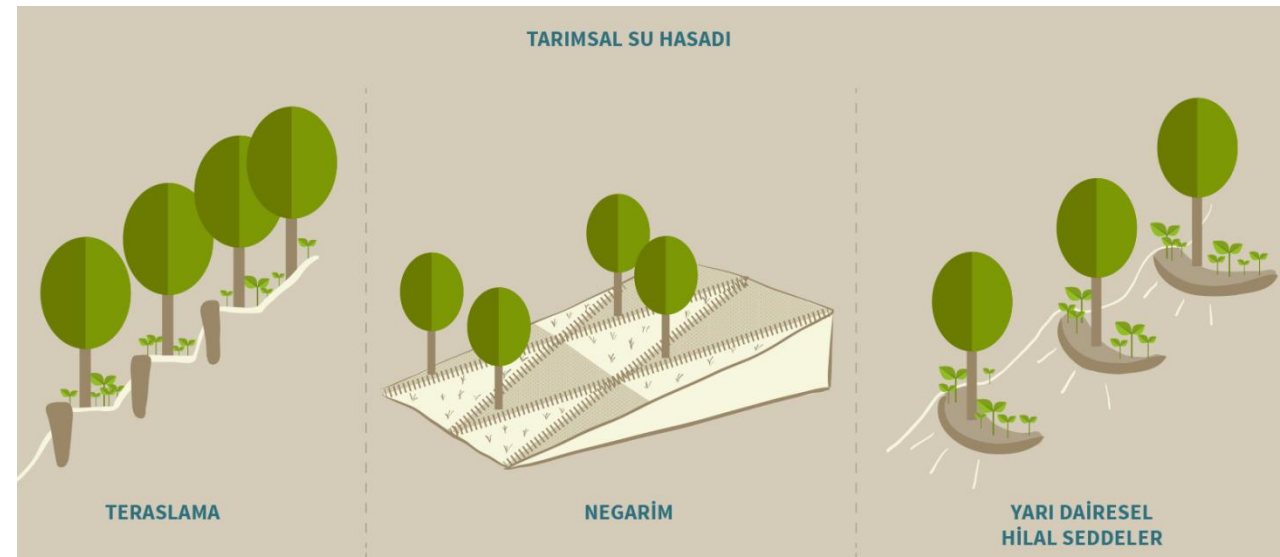 TARIMSAL SU HASADI
TERASLAMA
NEGARİM
YARI DAİRESEL
HİLAL SEDDELER